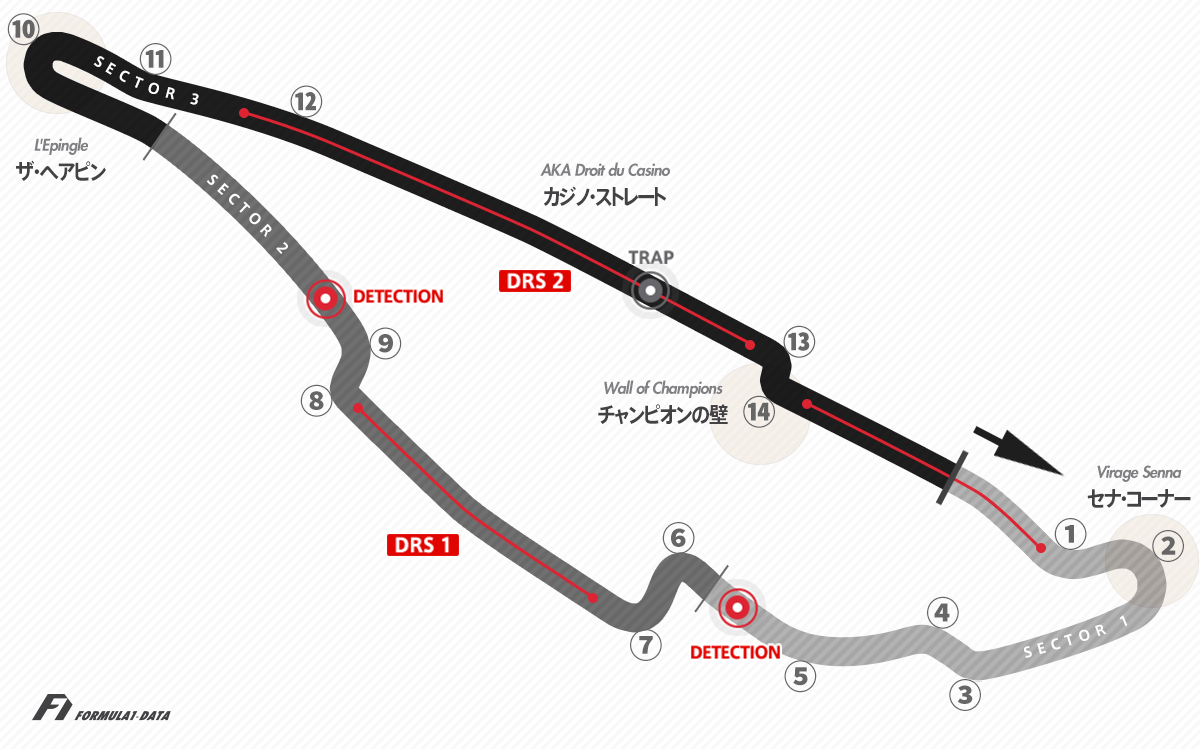 10
11
SECTOR 3
12
L'Epingle
ザ・ヘアピン
AKA Droit du Casino
カジノ・ストレート
SECTOR 2
TRAP
DRS 2
DETECTION
13
9
8
Wall of Champions
チャンピオンの壁
14
Virage Senna
セナ・コーナー
1
2
DRS 1
6
7
DETECTION
5
4
SECTOR 1
3
F1 FORMULA1-DATA